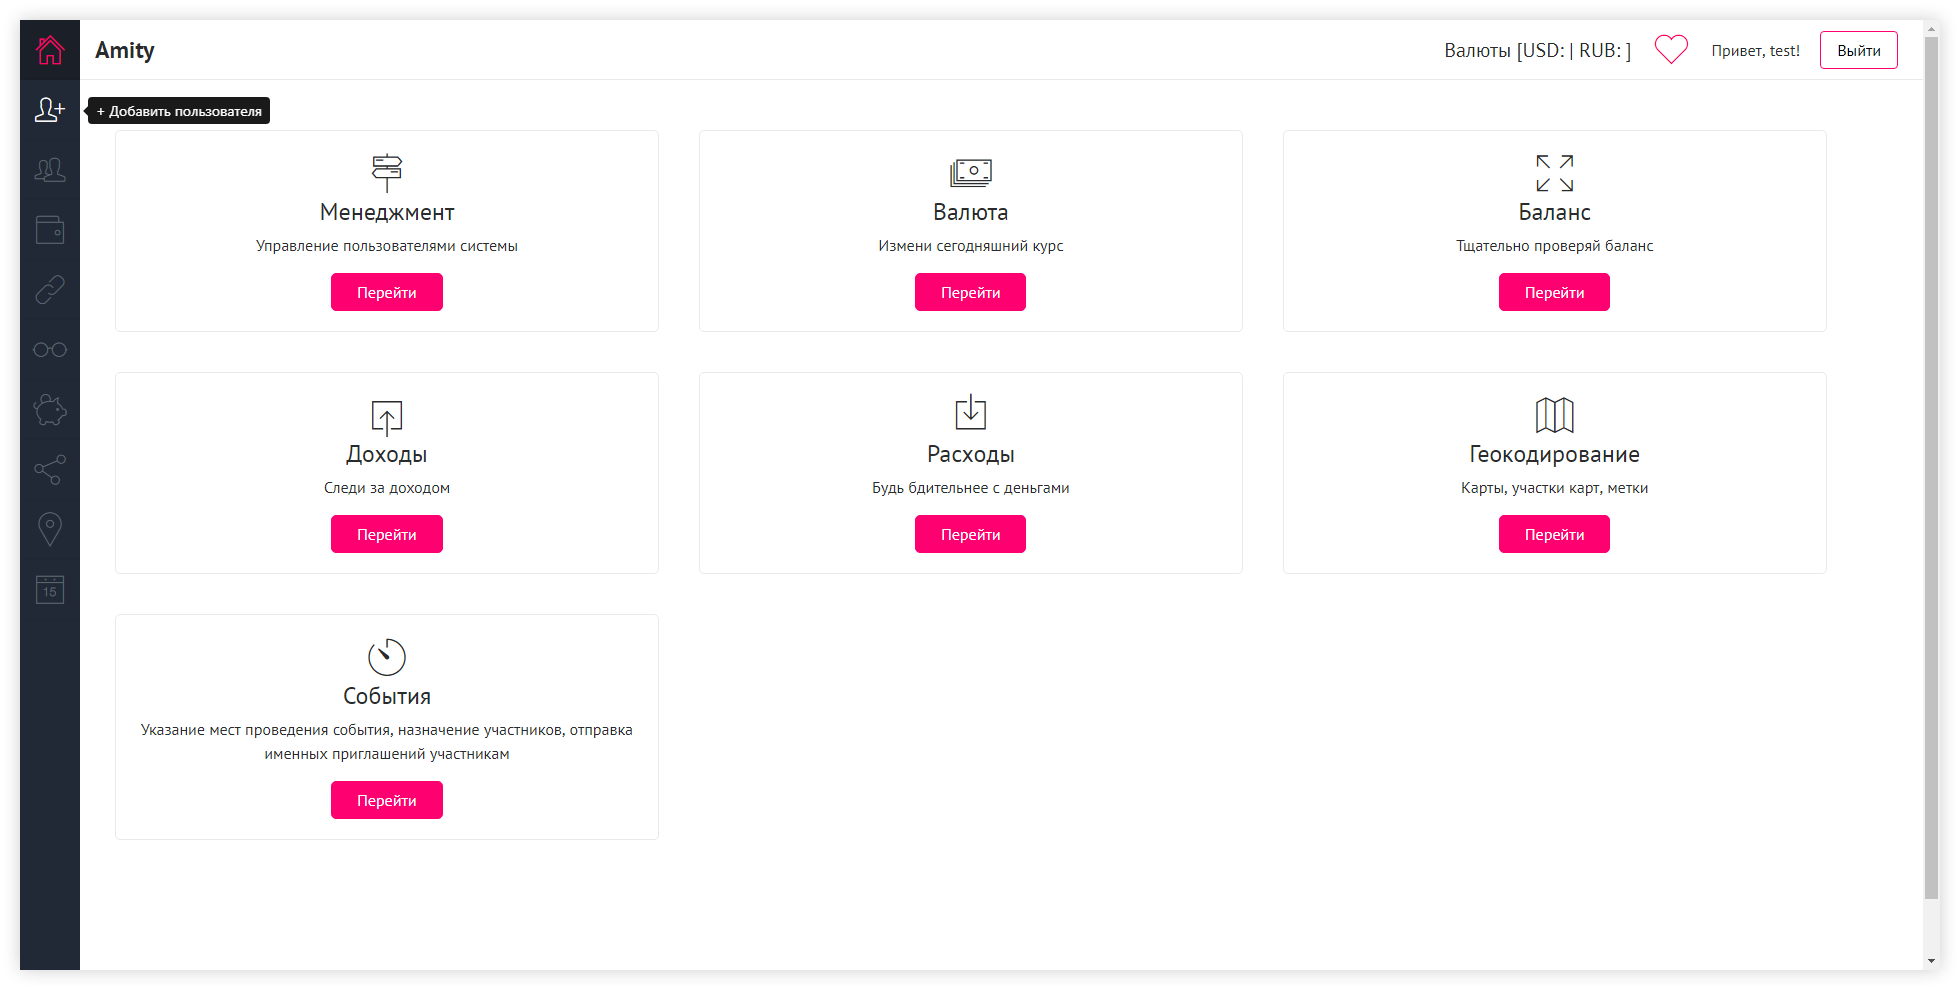 Amity
Валюты [USD: | RUB: ]
Привет, test!
Выйти
+ Добавить пользователя
Менеджмент
Управление пользователями системы
Перейти
Валюта
Измени сегодняшний курс
Перейти
Баланс
Тщательно проверяй баланс
Перейти
Доходы
Следи за доходом
Перейти
Расходы
Будь бдительнее с деньгами
Перейти
Геокодирование
Карты, участки карт, метки
Перейти
15
События
Указание мест проведения события, назначение участников, отправка
именных приглашений участникам
Перейти